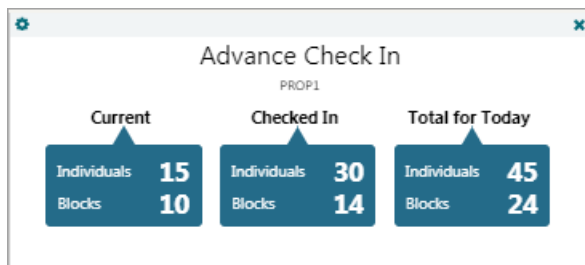 Advance Check In
PROP1
Current Checked In Total for Today
Individuals 15 Individuals 30 Individuals 45
Blocks 10 Blocks 14 Blocks 24